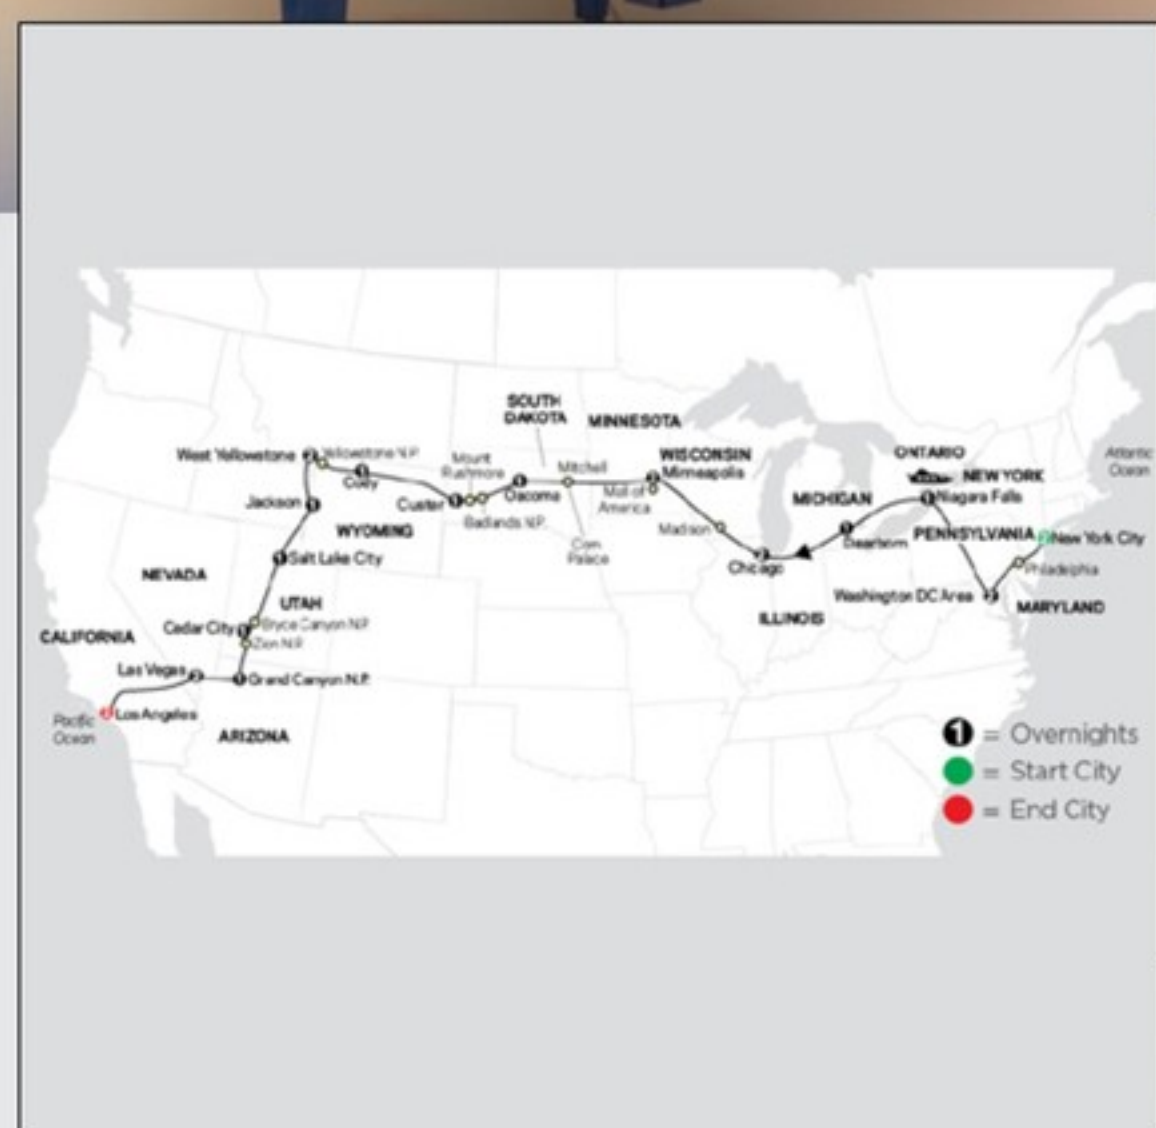 SOUTH
DAKOTA
MINNESOTA
WISCONSIN
ONTARIO
NEW YORK
Atlantic
Ocean
West Yellowstone
Yellowstone N.P.
Cody
Mount
Rushmore
Mitchell
Minneapolis
Custer
Oacoma
Mall of
America
MICHIGAN
Niagara Falls
Jackson
Badlands N.P.
WYOMING
Madison
Dearborn
PENNSYLVANIA
New York City
Corn
Palace
Salt Lake City
Chicago
Philadelphia
NEVADA
Washington DC Area
MARYLAND
UTAH
ILLINOIS
Cedar City
Bryce Canyon N.P.
CALIFORNIA
Zion N.P.
Las Vegas
Grand Canyon N.P.
Pacific
Ocean
Los Angeles
ARIZONA
1 = Overnights
= Start City
= End City